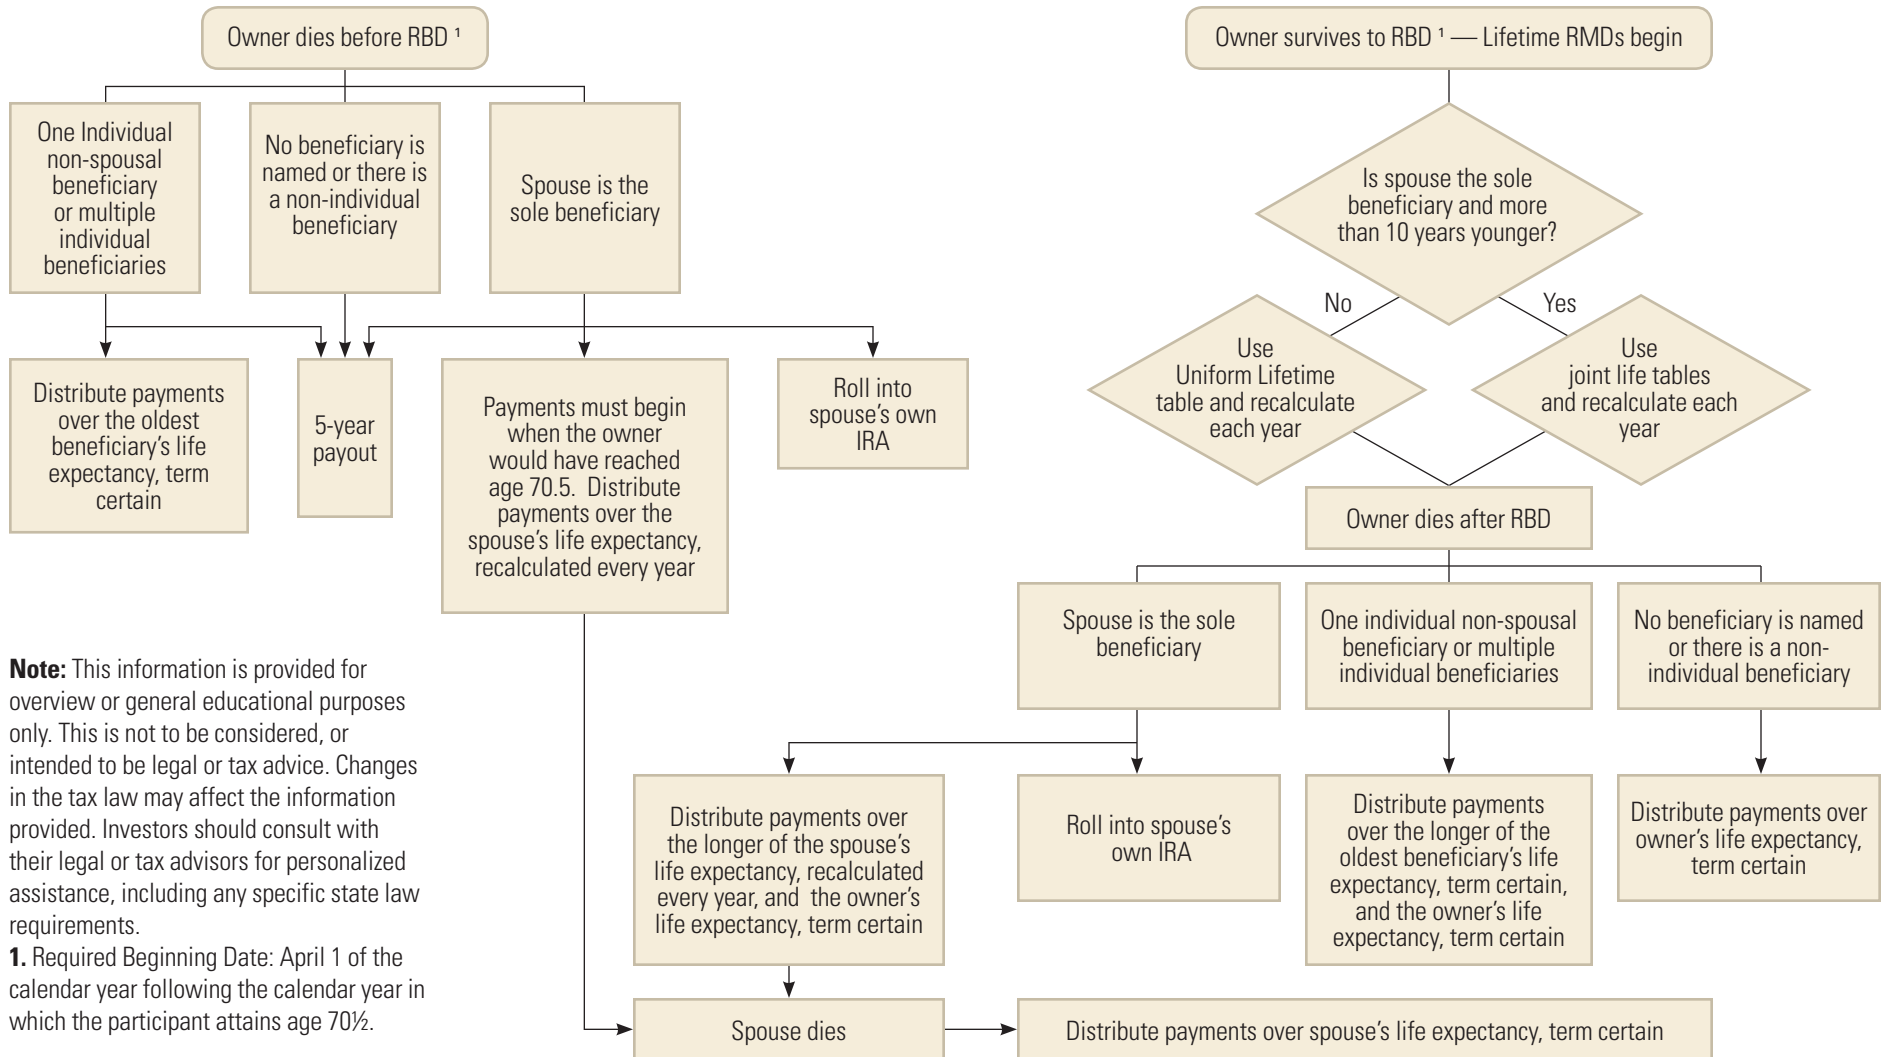 Owner dies before RBD ¹
One Individual
non-spousal
beneficiary
or multiple
individual
beneficiaries
No beneficiary is
named or there is
a non-individual
beneficiary
Spouse is the
sole beneficiary
Distribute payments
over the oldest
beneficiary's life
expectancy, term
certain
5-year
payout
Payments must begin
when the owner
would have reached
age 70.5.  Distribute
payments over the
spouse's life expectancy,
recalculated every year
Roll into
spouse's own
IRA
Owner survives to RBD ¹ — Lifetime RMDs begin
Is spouse the sole
beneficiary and more
than 10 years younger?
No
Yes
Use
Uniform Lifetime
table and recalculate
each year
Use
joint life tables
and recalculate each
year
Owner dies after RBD
Spouse is the sole
beneficiary
One individual non-spousal
beneficiary or multiple
individual beneficiaries
No beneficiary is named
or there is a non-
individual beneficiary
Distribute payments over
the longer of the spouse's
life expectancy, recalculated
every year, and  the owner's
life expectancy, term certain
Roll into spouse's
own IRA
Distribute payments
over the longer of the
oldest beneficiary's life
expectancy, term certain,
and the owner's life
expectancy, term certain
Distribute payments over
owner's life expectancy,
term certain
Spouse dies
Distribute payments over spouse's life expectancy, term certain
Note: This information is provided for
overview or general educational purposes
only. This is not to be considered, or
intended to be legal or tax advice. Changes
in the tax law may affect the information
provided. Investors should consult with
their legal or tax advisors for personalized
assistance, including any specific state law
requirements.
1. Required Beginning Date: April 1 of the
calendar year following the calendar year in
which the participant attains age 70½.